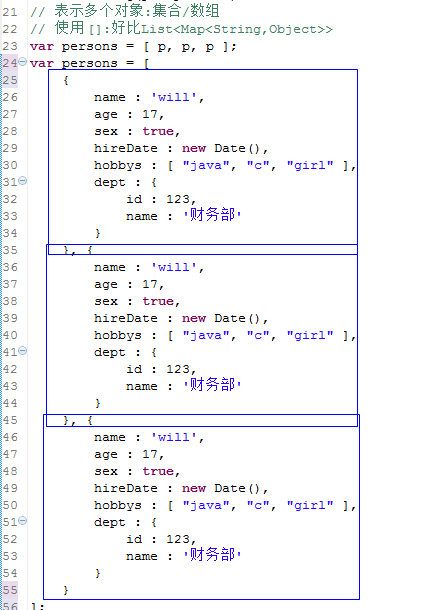 21 // 表示多个对象:集合/数组
22 // 使用 []:好比List<Map<String,Object>>
23 var persons = [ p, p, p ];
24 var persons = [
25     {
26         name : 'will',
27         age : 17,
28         sex : true,
29         hireDate : new Date(),
30         hobbys : [ "java", "c", "girl" ],
31         dept : {
32             id : 123,
33             name : '财务部'
34         }
35     }, {
36         name : 'will',
37         age : 17,
38         sex : true,
39         hireDate : new Date(),
40         hobbys : [ "java", "c", "girl" ],
41         dept : {
42             id : 123,
43             name : '财务部'
44         }
45     }, {
46         name : 'will',
47         age : 17,
48         sex : true,
49         hireDate : new Date(),
50         hobbys : [ "java", "c", "girl" ],
51         dept : {
52             id : 123,
53             name : '财务部'
54         }
55     }
56 ];